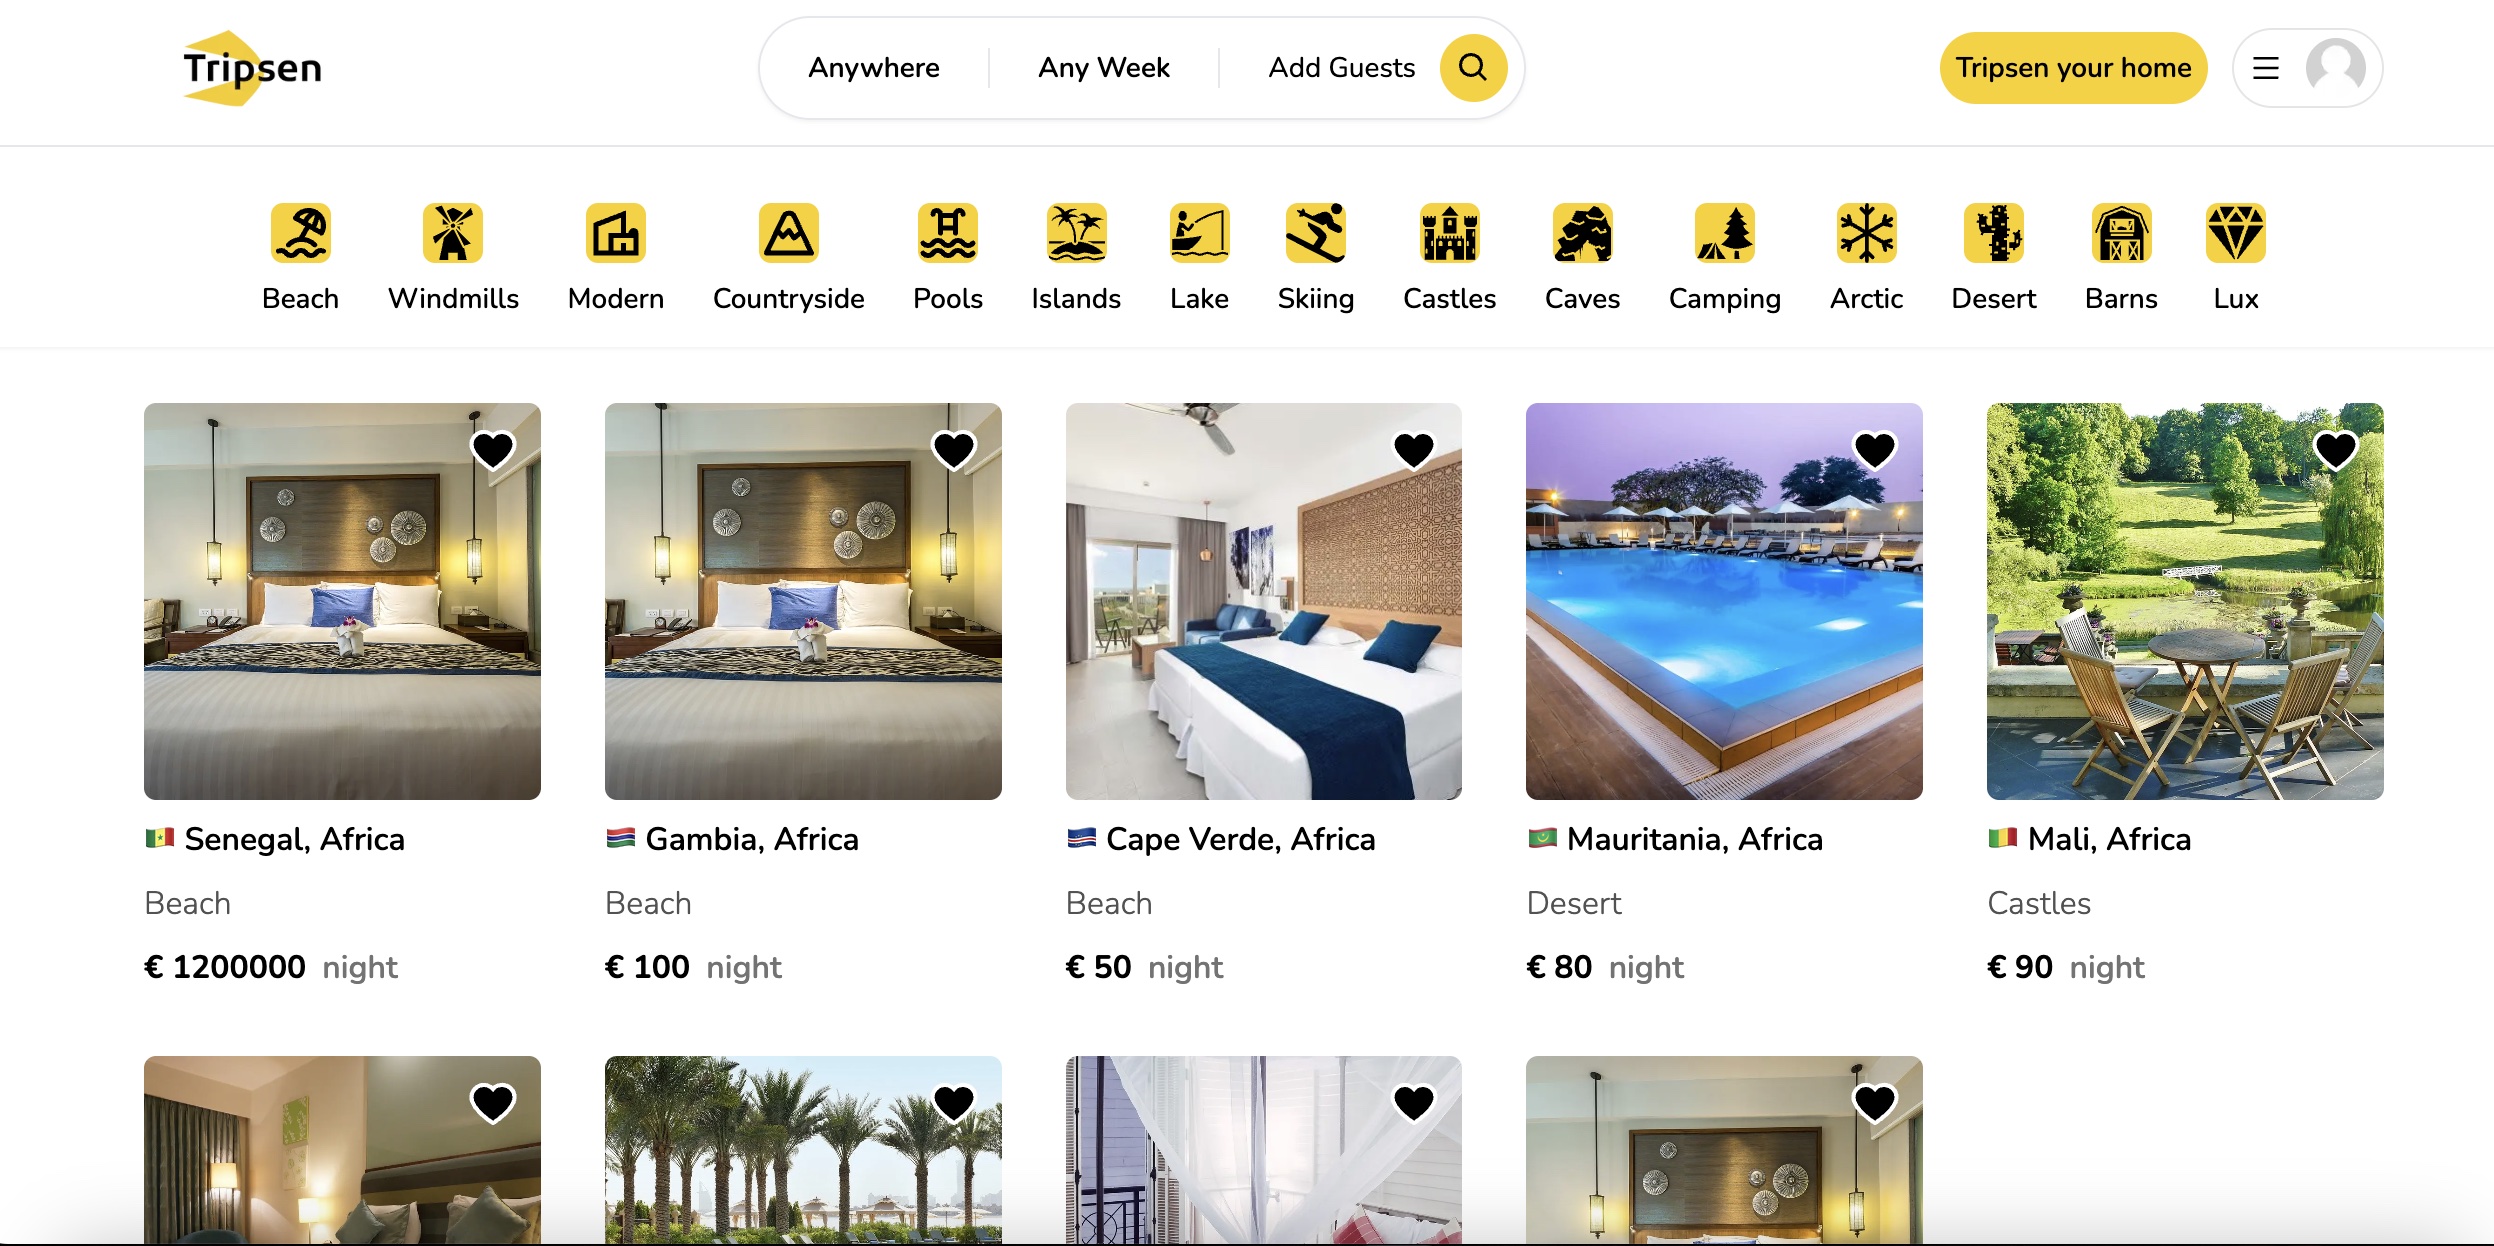 Tripsen
Anywhere
Any Week
Add Guests
Tripsen your home
Beach
Windmills
Modern
Countryside
Pools
Islands
Lake
Skiing
Castles
Caves
Camping
Arctic
Desert
Barns
Lux
Senegal, Africa
Beach
€ 1200000 night
Gambia, Africa
Beach
€ 100 night
Cape Verde, Africa
Beach
€ 50 night
Mauritania, Africa
Desert
€ 80 night
Mali, Africa
Castles
€ 90 night